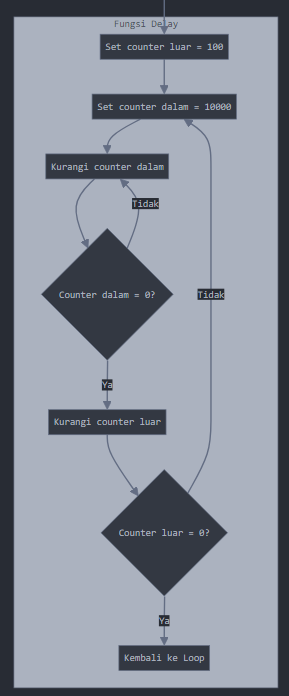 Fungsi Delay
Set counter luar = 100
Set counter dalam = 10000
Kurangi counter dalam
Tidak
Counter dalam = 0?
Tidak
Ya
Kurangi counter luar
Counter luar = 0?
Ya
Kembali ke Loop